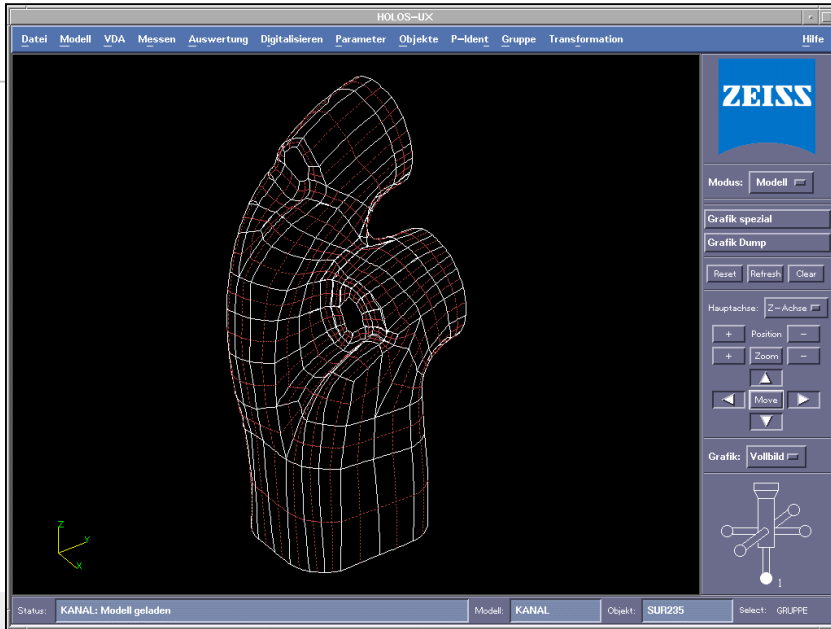 HOLOS-UX
Datei Modell VDA Messen Auswertung Digitalisieren Parameter Objekte P-Ident Gruppe Transformation Hilfe
ZEISS
Modus: Modell
Grafik spezial
Grafik Dump
Reset Refresh Clear
Hauptachse: Z-Achse
+ Position -
+ Zoom -
Move
Grafik: Vollbild
1
Z
Y
X
Status: KANAL: Modell geladen Modell: KANAL Objekt: SUR235 Select: GRUPPE